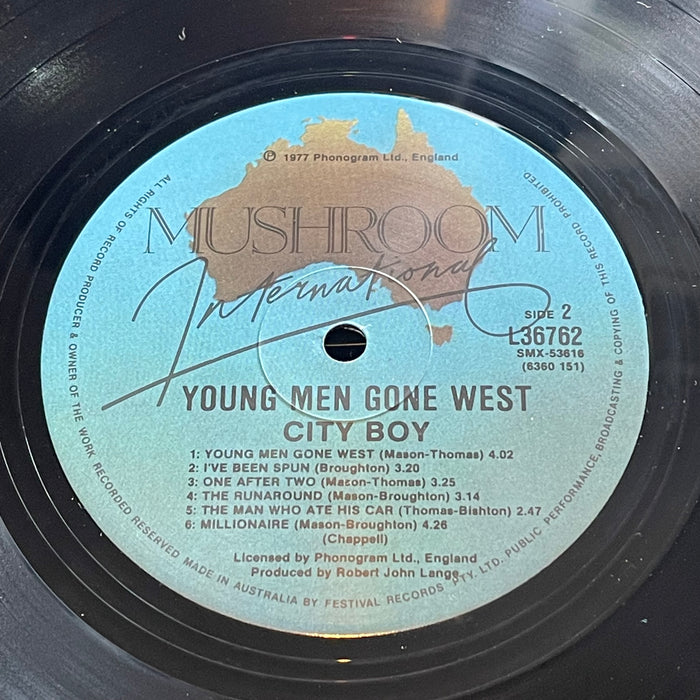 ℗ 1977 Phonogram Ltd., England
MUSHROOM
International
SIDE 2
L36762
SMX-53616
(6360 151)
YOUNG MEN GONE WEST
CITY BOY
1: YOUNG MEN GONE WEST (Mason-Thomas) 4.02
2: I'VE BEEN SPUN (Broughton) 3.20
3: ONE AFTER TWO (Mason-Thomas) 3.25
4: THE RUNAROUND (Mason-Broughton) 3.14
5: THE MAN WHO ATE HIS CAR (Thomas-Bishton) 2.47
6: MILLIONAIRE (Mason-Broughton) 4.26
(Chappell)
Licensed by Phonogram Ltd., England
Produced by Robert John Lange
ALL RIGHTS OF RECORD PRODUCER & OWNER OF THE WORK RECORDED RESERVED MADE IN AUSTRALIA BY FESTIVAL RECORDS PTY. LTD. PUBLIC PERFORMANCE, BROADCASTING & COPYING OF THIS RECORD PROHIBITED